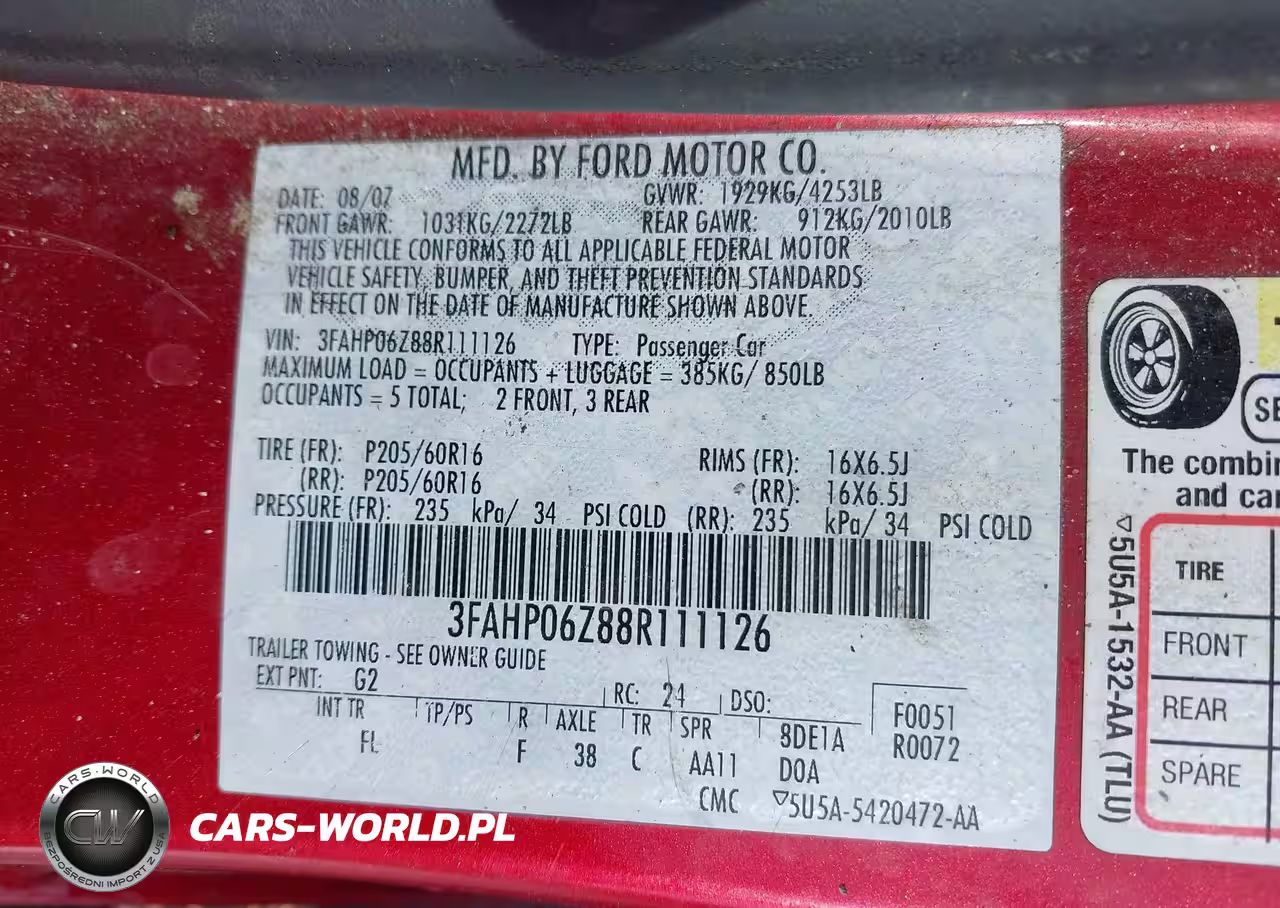 MFD. BY FORD MOTOR CO.
DATE: 08/07 GVWR: 1929KG/4253LB
FRONT GAWR: 1031KG/2272LB REAR GAWR: 912KG/2010LB
THIS VEHICLE CONFORMS TO ALL APPLICABLE FEDERAL MOTOR
VEHICLE SAFETY, BUMPER, AND THEFT PREVENTION STANDARDS
IN EFFECT ON THE DATE OF MANUFACTURE SHOWN ABOVE.
VIN: 3FAHP06Z88R111126 TYPE: Passenger Car
MAXIMUM LOAD = OCCUPANTS + LUGGAGE = 385KG/ 850LB
OCCUPANTS = 5 TOTAL; 2 FRONT, 3 REAR
TIRE (FR): P205/60R16 RIMS (FR): 16X6.5J
(RR): P205/60R16 (RR): 16X6.5J
PRESSURE (FR): 235 kPa/ 34 PSI COLD (RR): 235 kPa/ 34 PSI COLD
3FAHP06Z88R111126
TRAILER TOWING - SEE OWNER GUIDE
EXT PNT: G2 RC: 24 DSO:
F0051
R0072
INT TR TP/PS R AXLE TR SPR 8DE1A
FL F 38 C AA11 D0A
CMC ▽5U5A-5420472-AA
SE
The combin
and ca
TIRE
FRONT
REAR
SPARE
▽5U5A-1532-AA (TLU)
CARS-WORLD
CW
BEZPOŚREDNI IMPORT Z USA
CARS-WORLD.PL